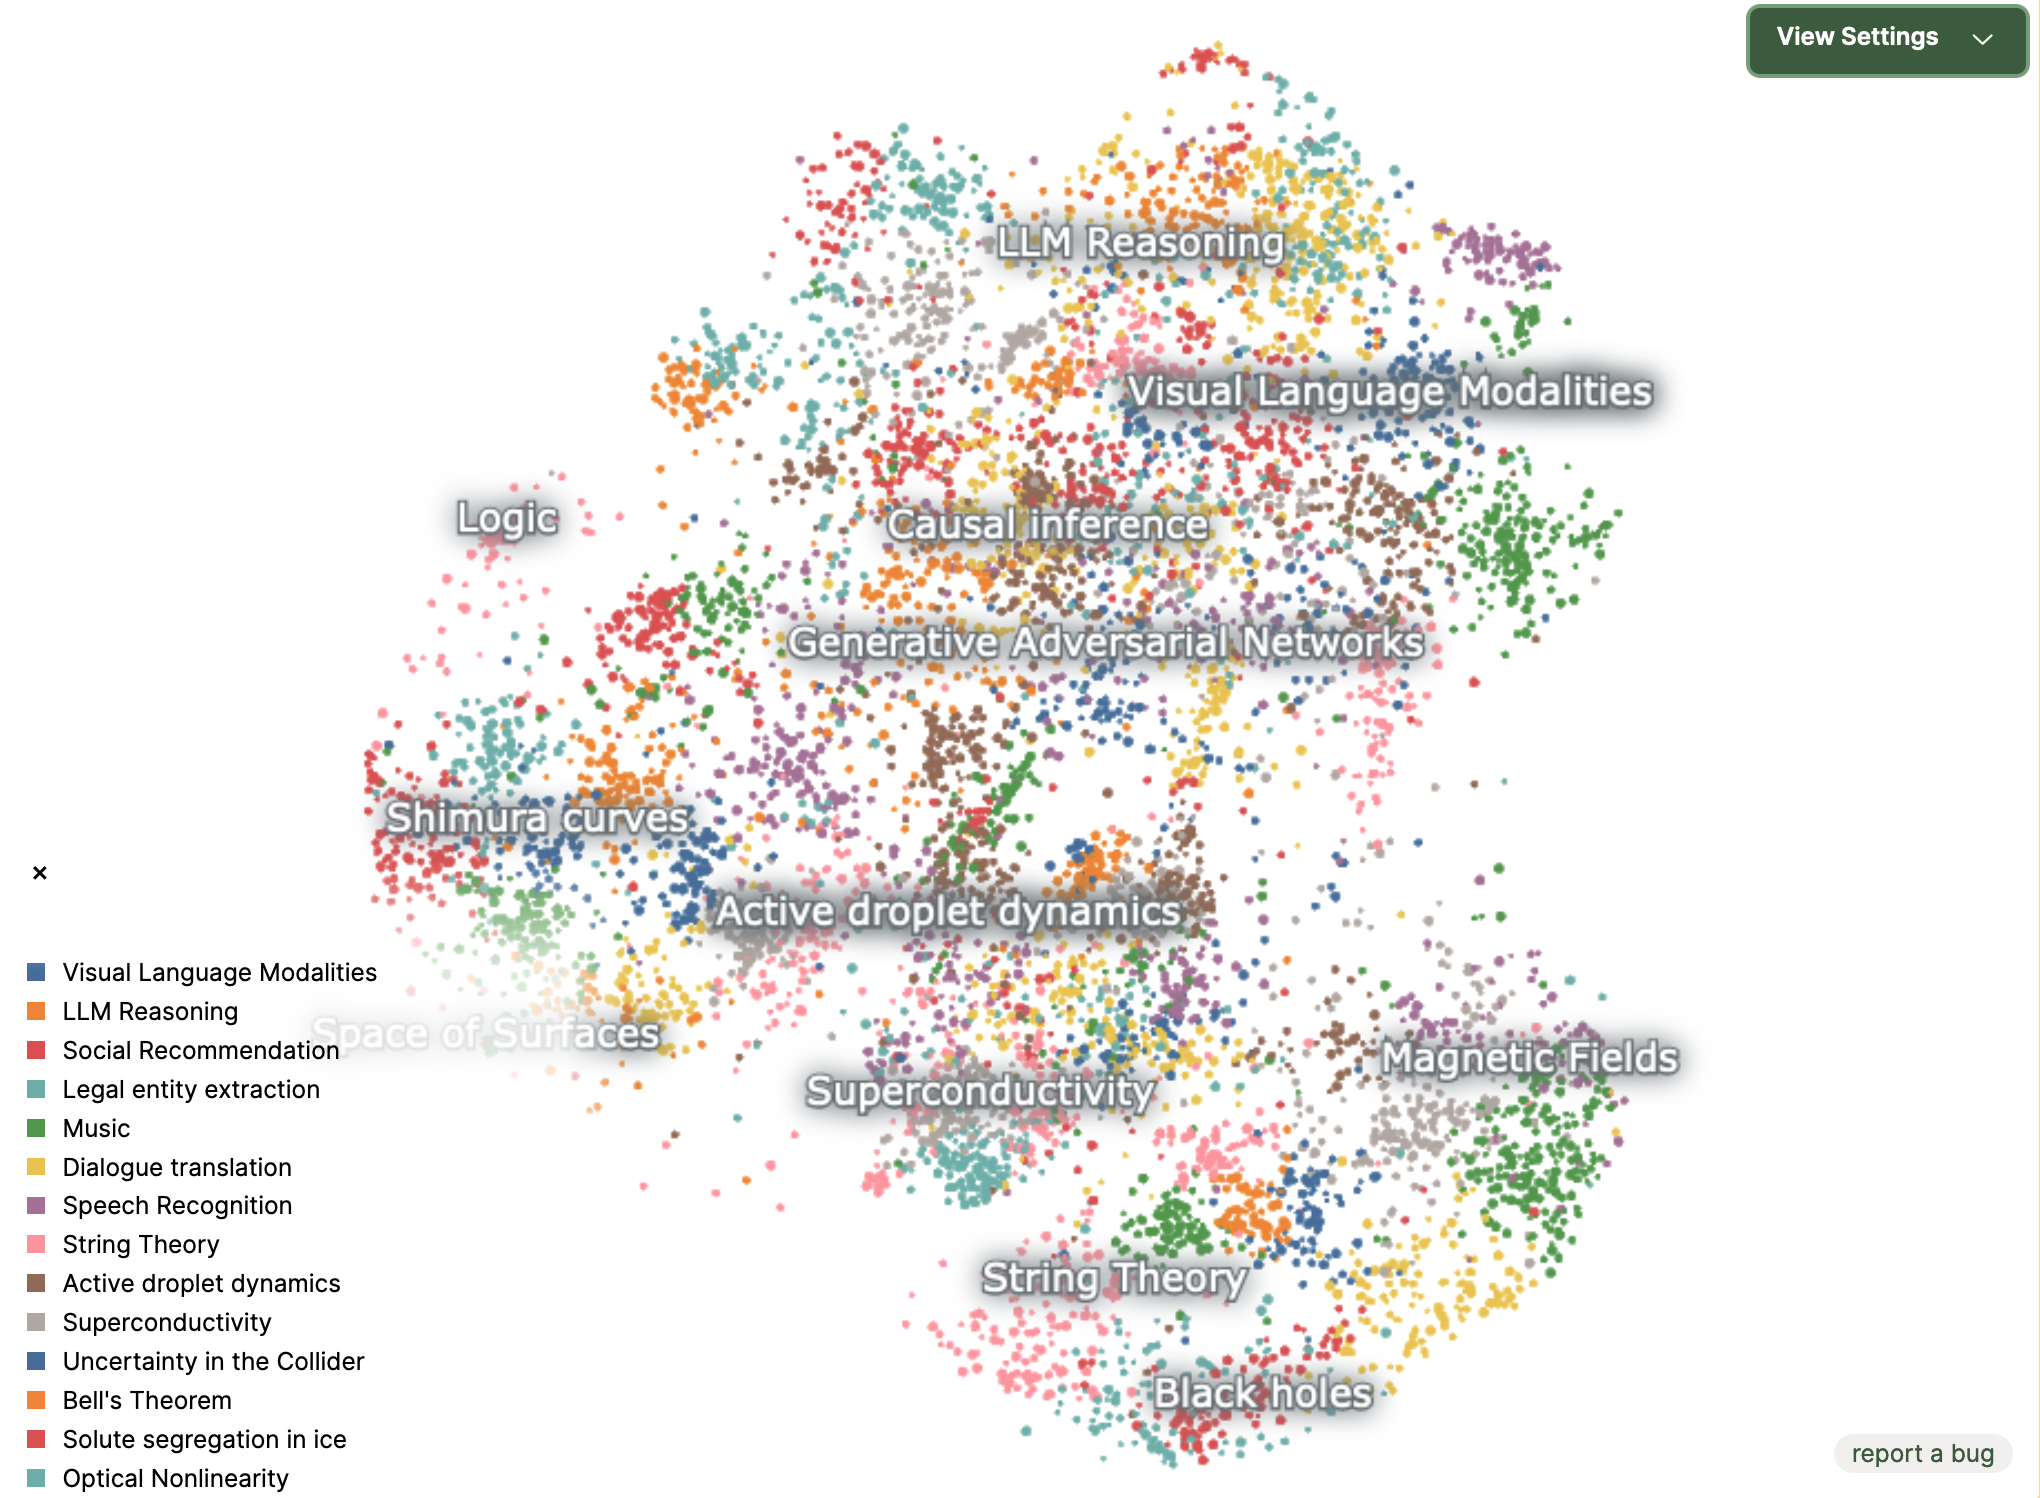 View Settings
LLM Reasoning
Visual Language Modalities
Logic
Causal inference
Generative Adversarial Networks
Shimura curves
Active droplet dynamics
Space of Surfaces
Magnetic Fields
Superconductivity
String Theory
Black holes
×
Visual Language Modalities
LLM Reasoning
Social Recommendation
Legal entity extraction
Music
Dialogue translation
Speech Recognition
String Theory
Active droplet dynamics
Superconductivity
Uncertainty in the Collider
Bell's Theorem
Solute segregation in ice
Optical Nonlinearity
report a bug